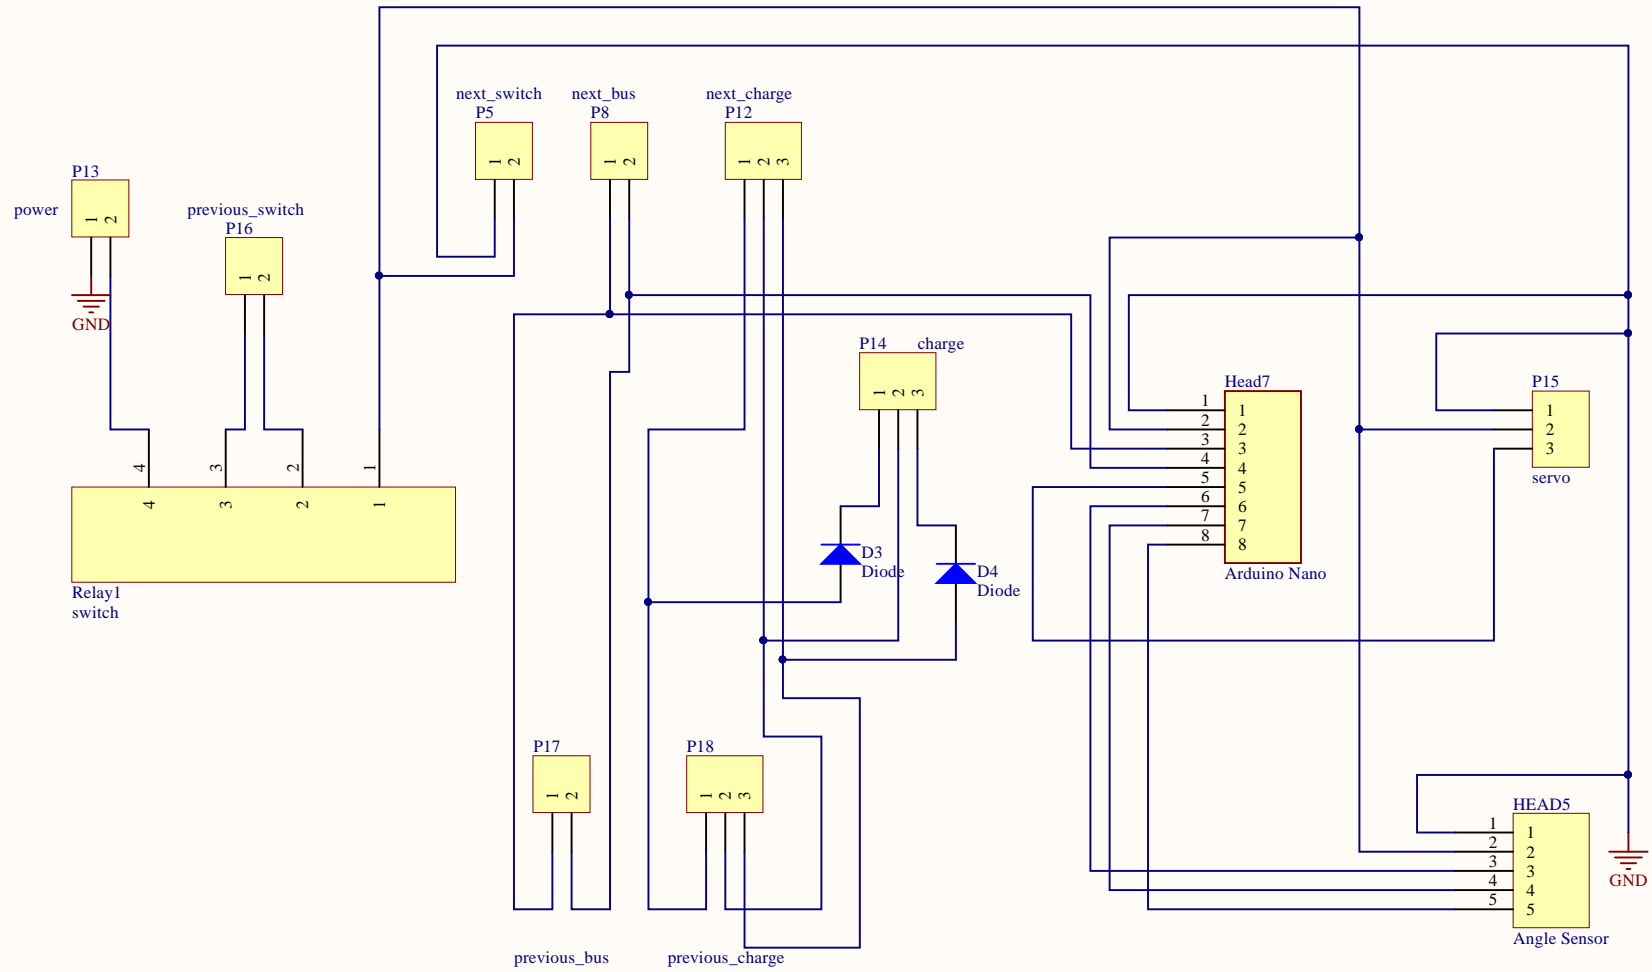 next_switch
P5
1
2
next_bus
P8
1
2
next_charge
P12
1
2
3
P13
power
1
2
GND
previous_switch
P16
1
2
4
3
2
1
4
3
2
1
Relay1
switch
P14
charge
1
2
3
D3
Diode
D4
Diode
Head7
1
1
2
2
3
3
4
4
5
5
6
6
7
7
8
8
Arduino Nano
P15
1
2
3
servo
P17
1
2
previous_bus
P18
1
2
3
previous_charge
HEAD5
1
1
2
2
3
3
4
4
5
5
Angle Sensor
GND